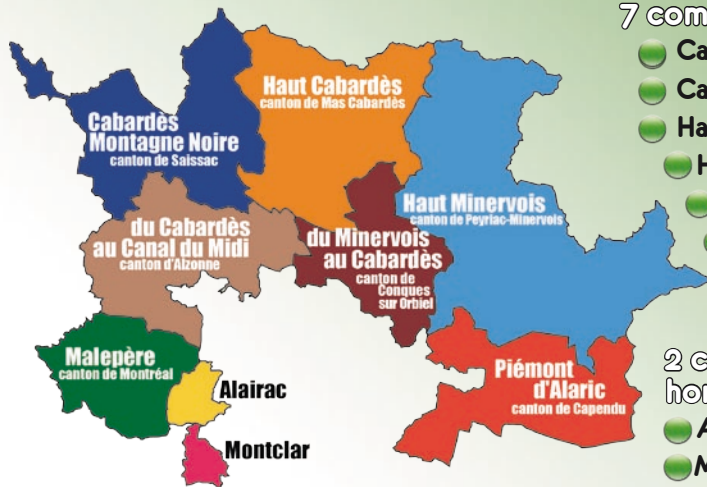 7 com
Ca
Ca
Ha
H
Haut Cabardès
canton de Mas Cabardès
Cabardès
Montagne Noire
canton de Saissac
Haut Minervois
canton de Peyriac-Minervois
du Cabardès
au Canal du Midi
canton d'Alzonne
du Minervois
au Cabardès
canton de
Conques
sur Orbiel
Malepère
canton de Montréal
Alairac
Montclar
Piémont
d'Alaric
canton de Capendu
2 c
hor
A
M